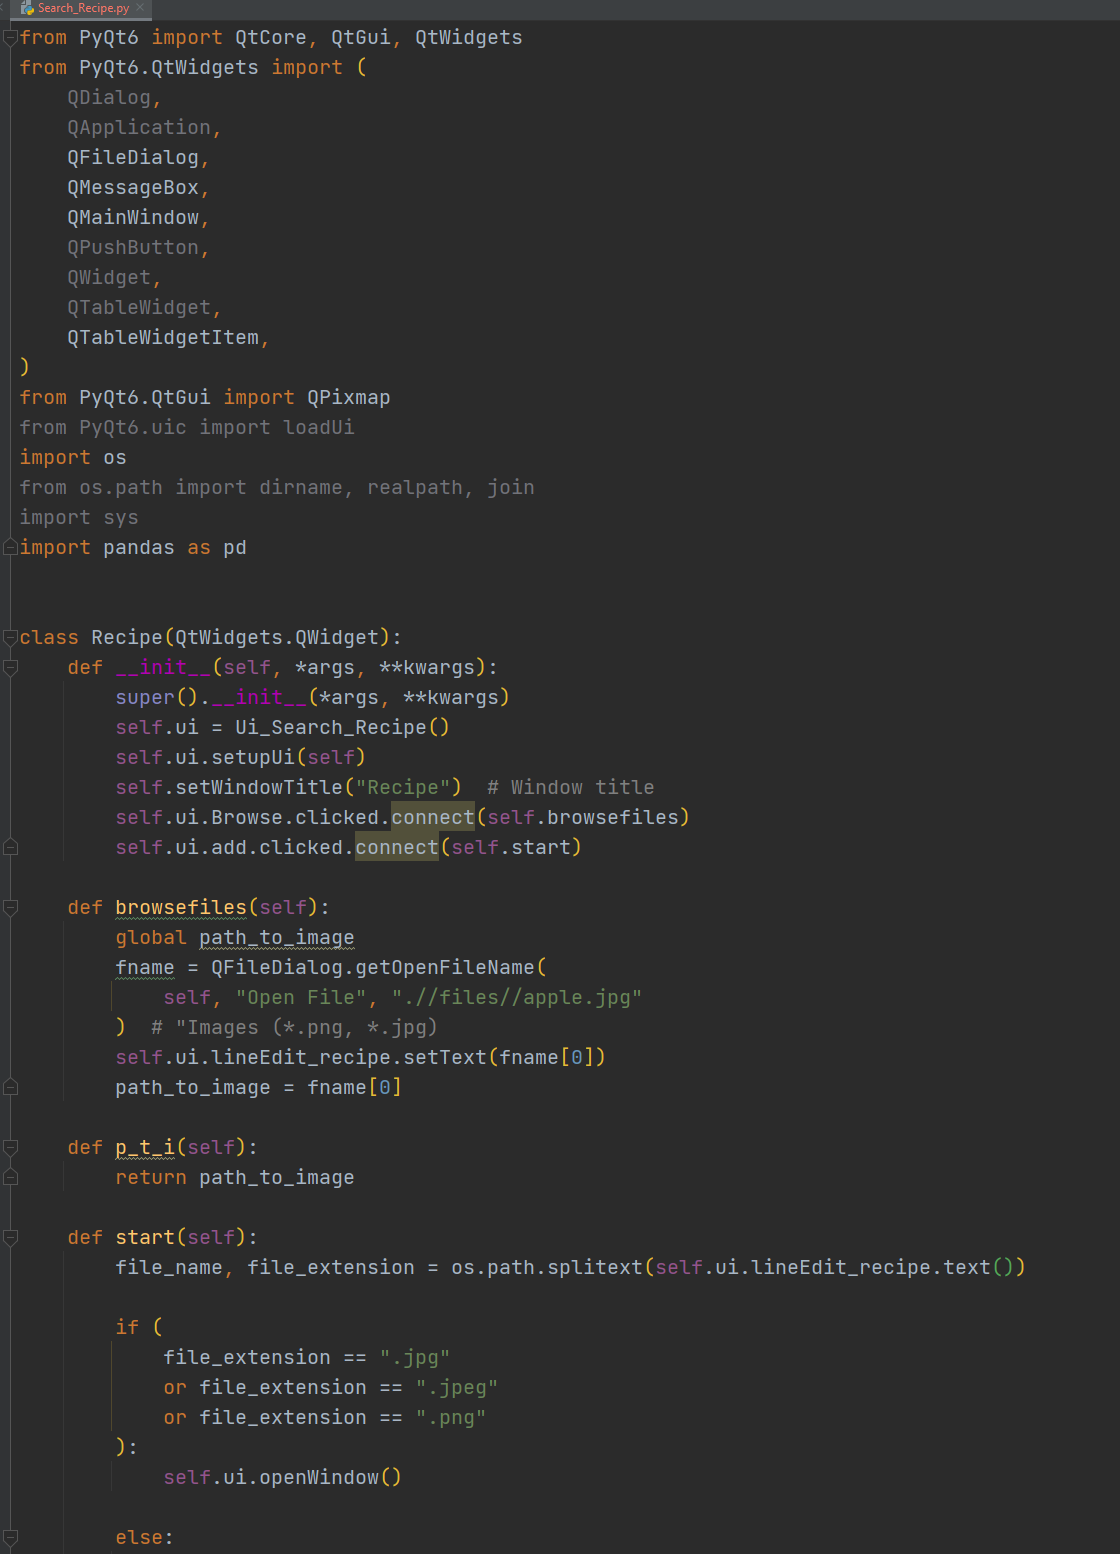 Search_Recipe.py
from PyQt6 import QtCore, QtGui, QtWidgets
from PyQt6.QtWidgets import (
    QDialog,
    QApplication,
    QFileDialog,
    QMessageBox,
    QMainWindow,
    QPushButton,
    QWidget,
    QTableWidget,
    QTableWidgetItem,
)
from PyQt6.QtGui import QPixmap
from PyQt6.uic import loadUi
import os
from os.path import dirname, realpath, join
import sys
import pandas as pd
class Recipe(QtWidgets.QWidget):
    def __init__(self, *args, **kwargs):
        super().__init__(*args, **kwargs)
        self.ui = Ui_Search_Recipe()
        self.ui.setupUi(self)
        self.setWindowTitle("Recipe")  # Window title
        self.ui.Browse.clicked.connect(self.browsefiles)
        self.ui.add.clicked.connect(self.start)
    def browsefiles(self):
        global path_to_image
        fname = QFileDialog.getOpenFileName(
            self, "Open File", ".//files//apple.jpg"
        )  # "Images (*.png, *.jpg)
        self.ui.lineEdit_recipe.setText(fname[0])
        path_to_image = fname[0]
    def p_t_i(self):
        return path_to_image
    def start(self):
        file_name, file_extension = os.path.splitext(self.ui.lineEdit_recipe.text())
        if (
            file_extension == ".jpg"
            or file_extension == ".jpeg"
            or file_extension == ".png"
        ):
            self.ui.openWindow()
        else: